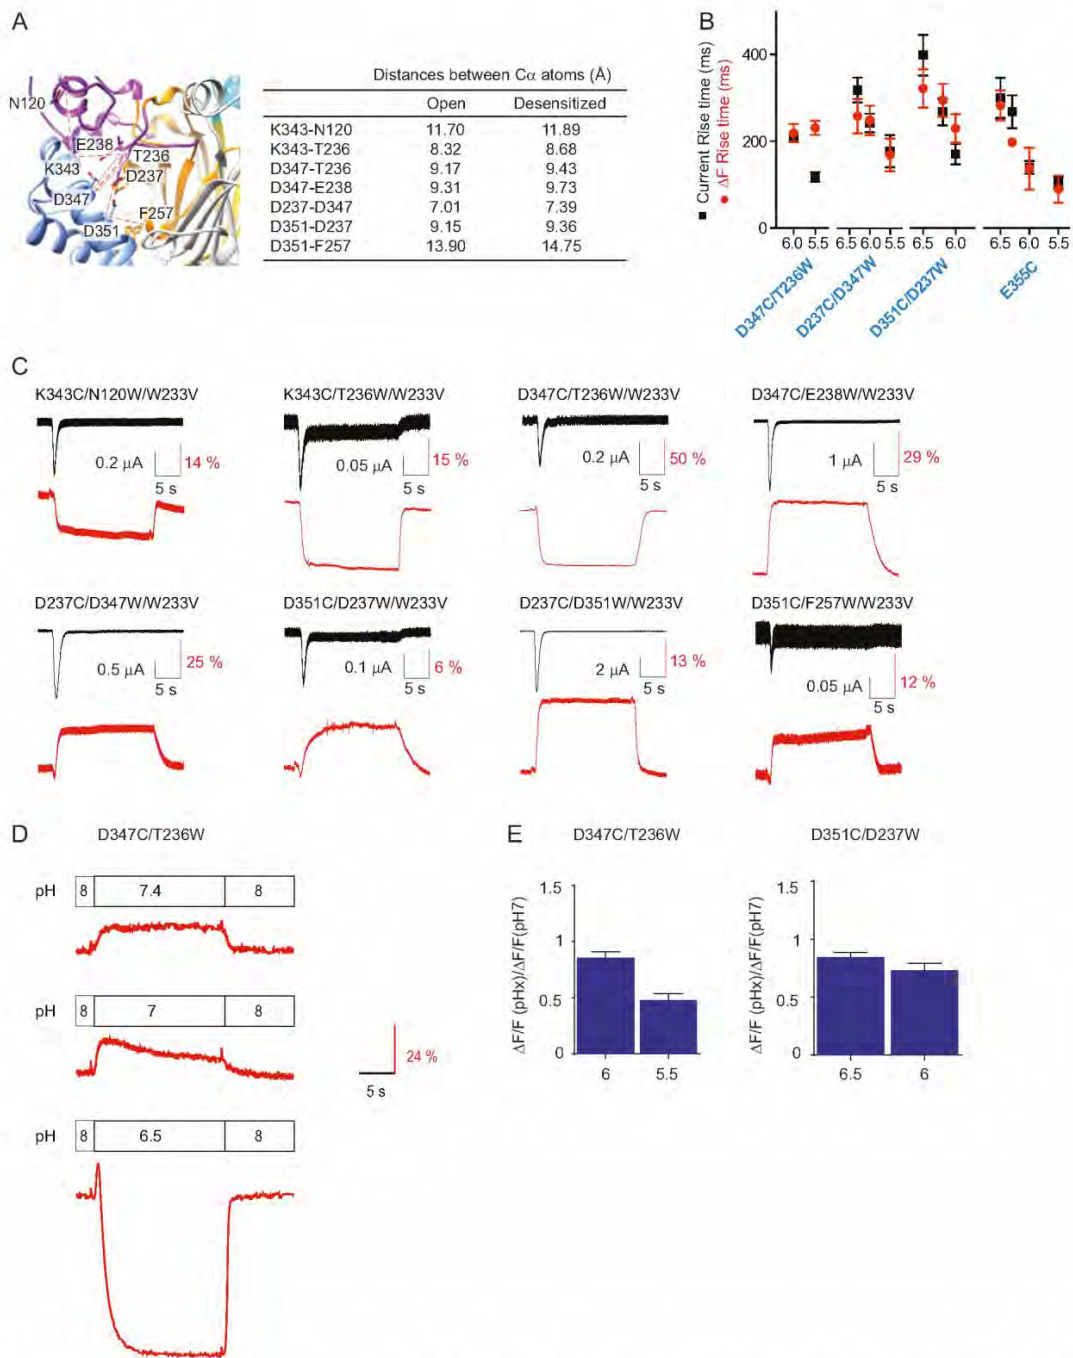 A
N120
E238
T236
K343
D237
D347
F257
D351
Distances between Cα atoms (Å)
Open Desensitized
K343-N120 11.70 11.89
K343-T236 8.32 8.68
D347-T236 9.17 9.43
D347-E238 9.31 9.73
D237-D347 7.01 7.39
D351-D237 9.15 9.36
D351-F257 13.90 14.75
B
■ Current Rise time (ms)
● ΔF Rise time (ms)
400
200
0
6.0 5.5 6.5 6.0 5.5 6.5 6.0 6.5 6.0 5.5
D347C/T236W
D237C/D347W
D351C/D237W
E355C
C
K343C/N120W/W233V K343C/T236W/W233V D347C/T236W/W233V D347C/E238W/W233V
0.2 µA 14 % 0.05 µA 15 % 0.2 µA 50 % 1 µA 29 %
5 s 5 s 5 s 5 s
D237C/D347W/W233V D351C/D237W/W233V D237C/D351W/W233V D351C/F257W/W233V
0.5 µA 25 % 0.1 µA 6 % 2 µA 13 % 0.05 µA 12 %
5 s 5 s 5 s 5 s
D
D347C/T236W
pH 8 7.4 8
pH 8 7 8
24 %
5 s
pH 8 6.5 8
E
D347C/T236W D351C/D237W
ΔF/F (pHx)/ΔF/F(pH7)
1.5
1
0.5
0
6 5.5
ΔF/F (pHx)/ΔF/F(pH7)
1.5
1
0.5
0
6.5 6